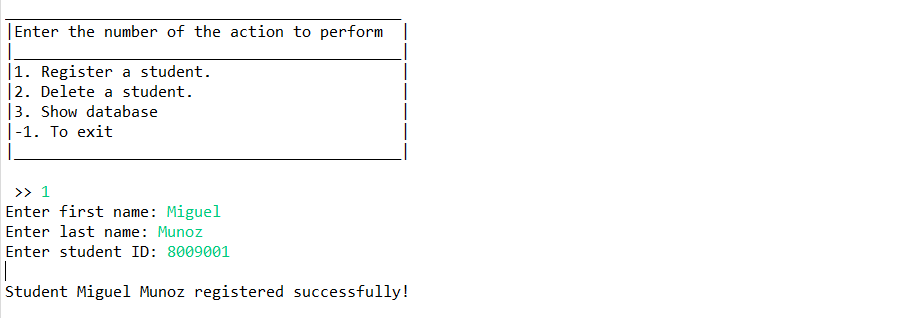 Enter the number of the action to perform
1. Register a student.
2. Delete a student.
3. Show database
-1. To exit
>> 1
Enter first name: Miguel
Enter last name: Munoz
Enter student ID: 8009001
Student Miguel Munoz registered successfully!